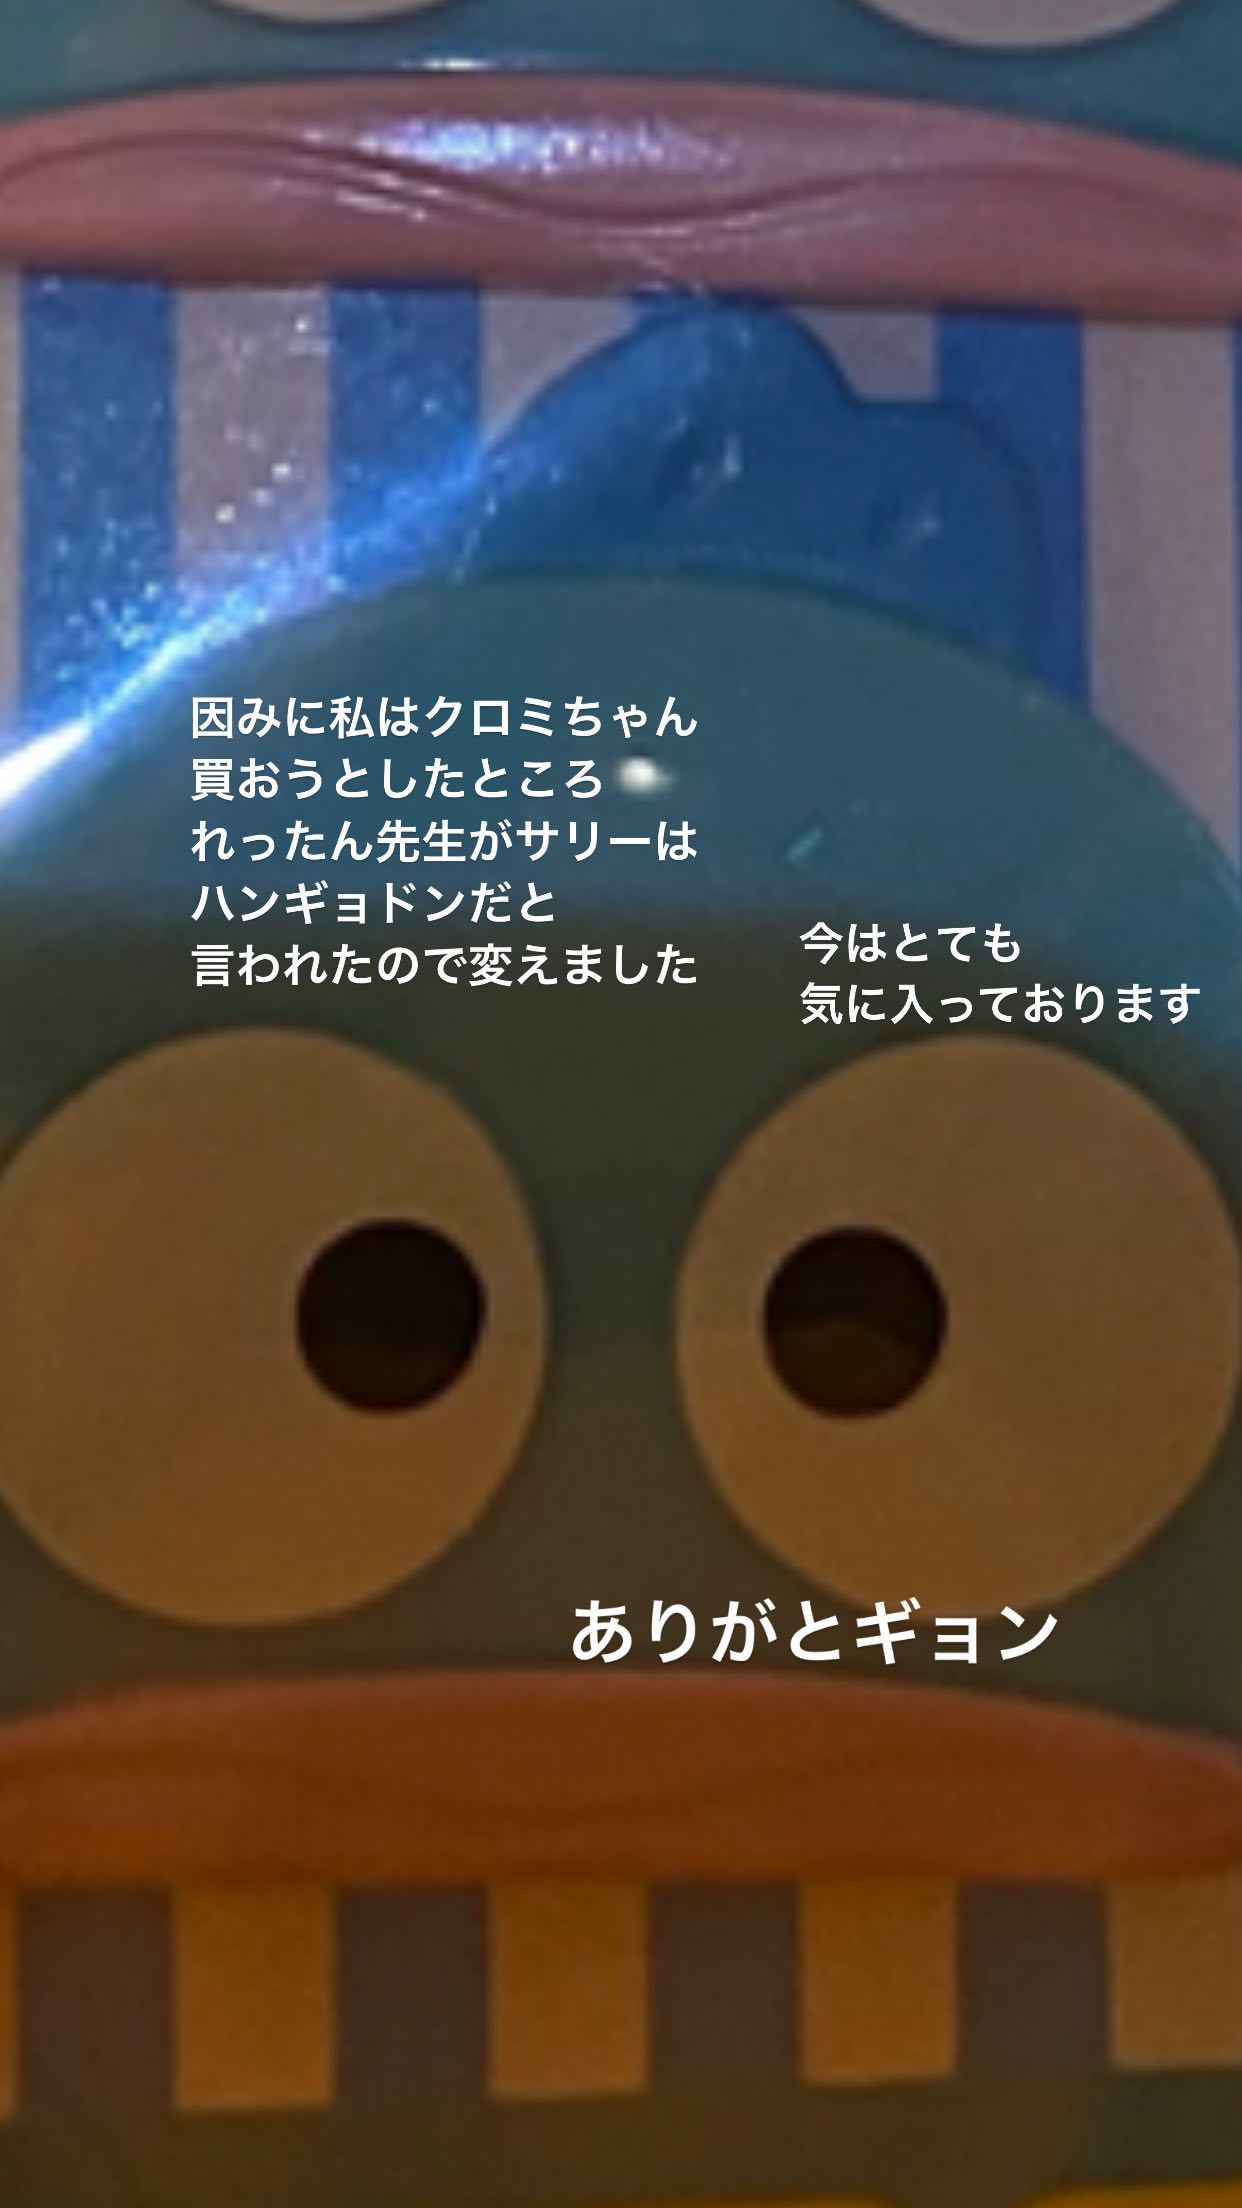 因みに私はクロミちゃん
買おうとしたところ
れったん先生がサリーは
ハンギョドンだと
言われたので変えました
今はとても
気に入っております
ありがとギョン